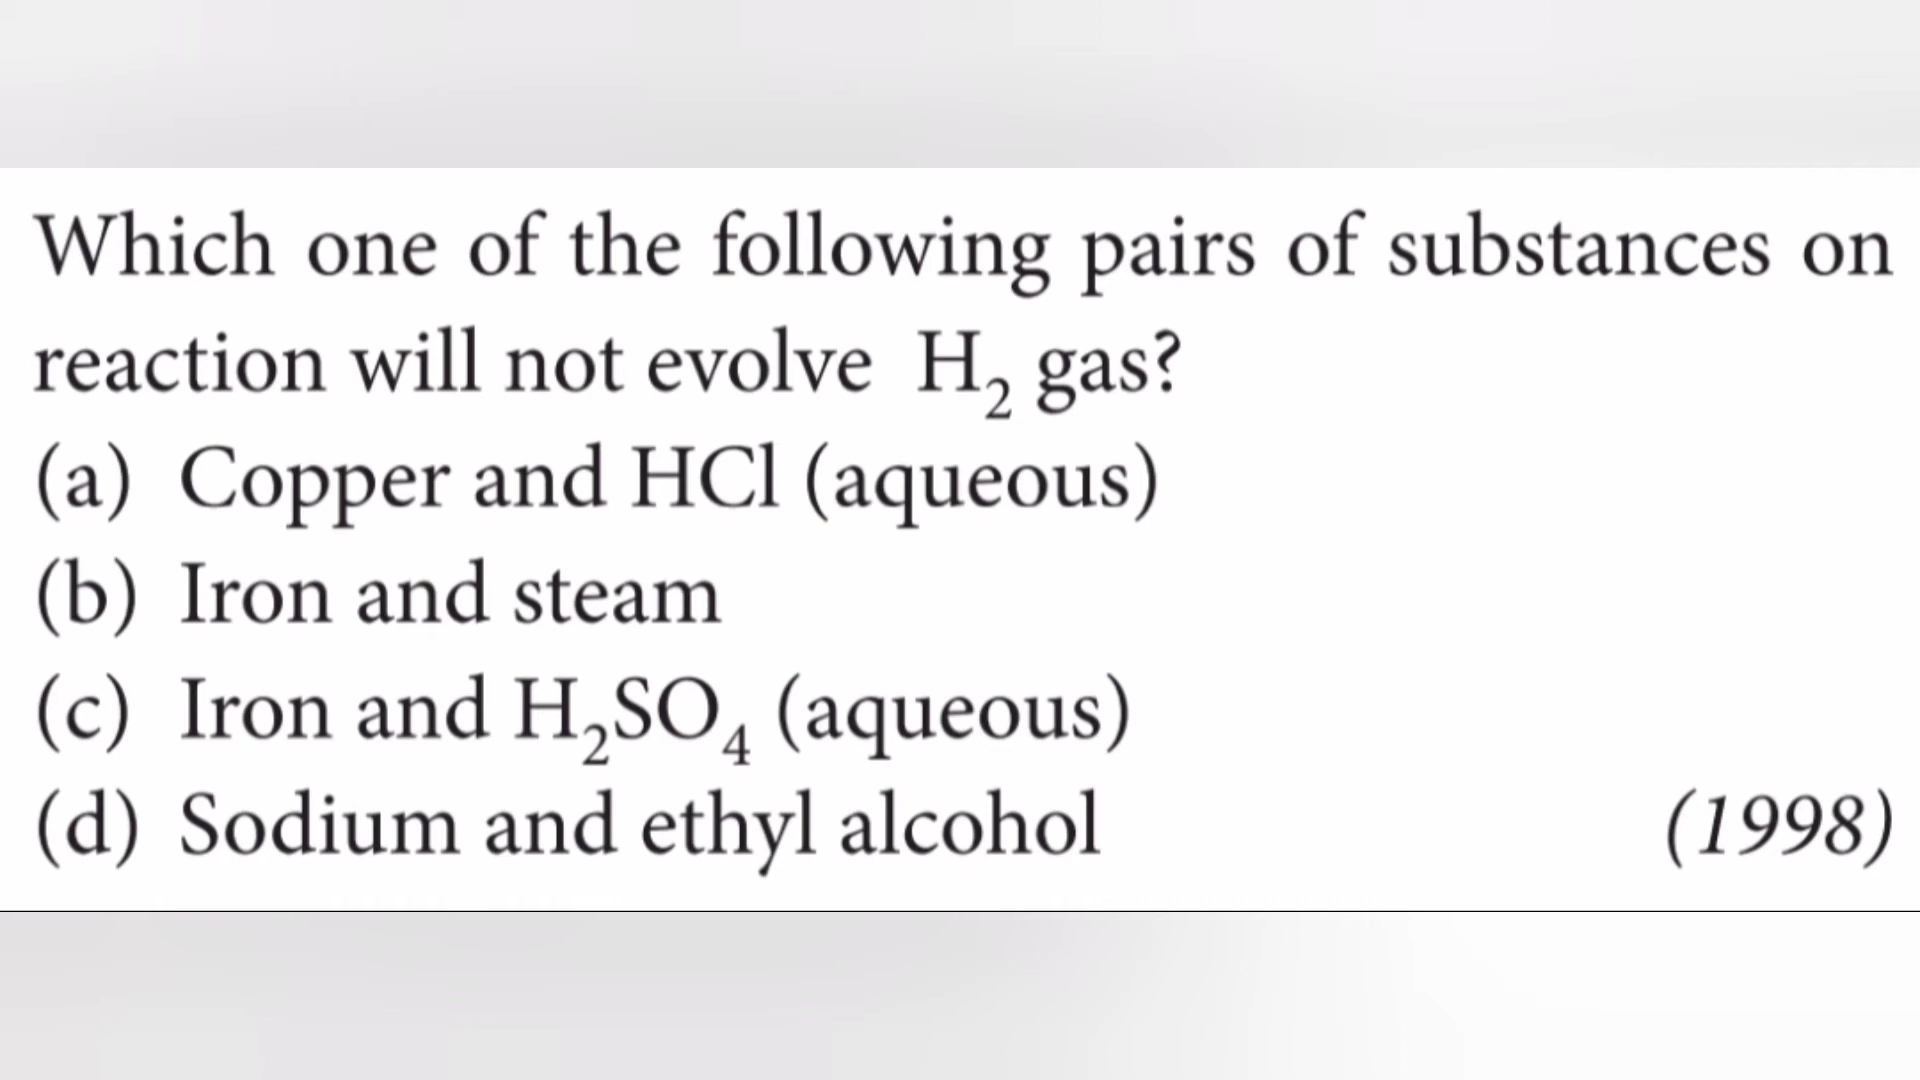 Which one of the following pairs of substances on
reaction will not evolve H₂ gas?
(a) Copper and HCl (aqueous)
(b) Iron and steam
(c) Iron and H₂SO₄ (aqueous)
(d) Sodium and ethyl alcohol (1998)